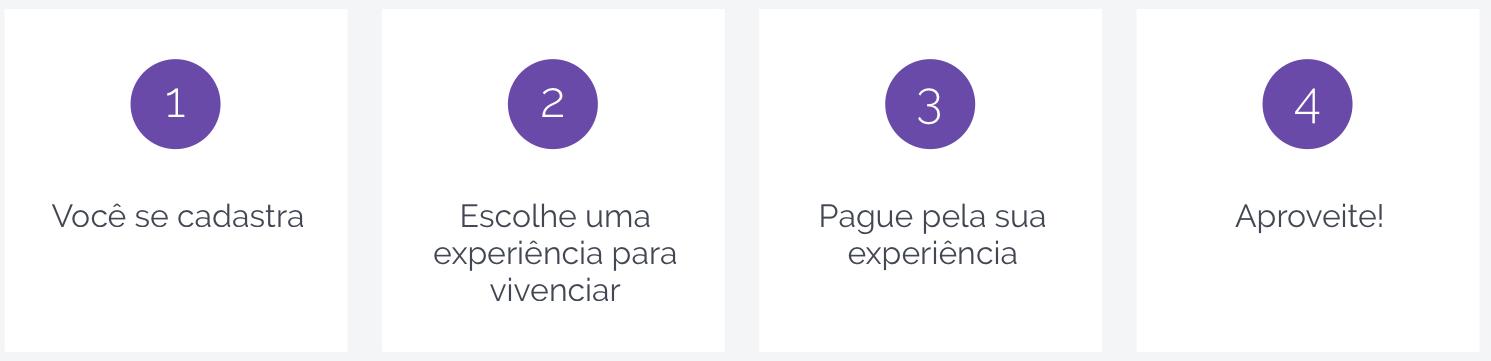 1
Você se cadastra
2
Escolhe uma
experiência para
vivenciar
3
Pague pela sua
experiência
4
Aproveite!